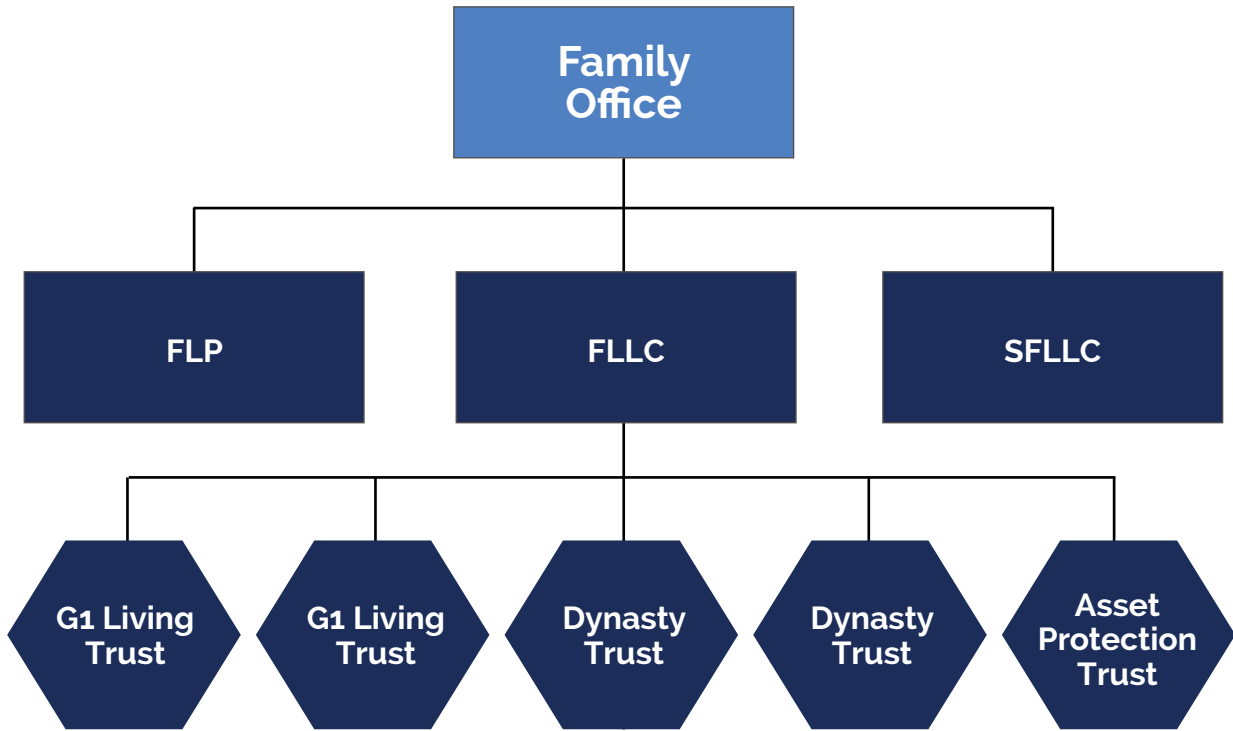 Family
Office
FLP
FLLC
SFLLC
G1 Living
Trust
G1 Living
Trust
Dynasty
Trust
Dynasty
Trust
Asset
Protection
Trust